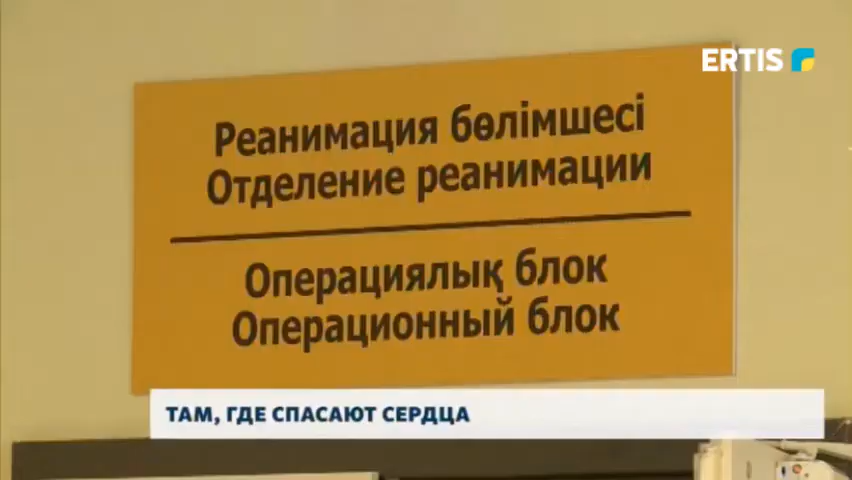 ERTIS
Реанимация бөлімшесі
Отделение реанимации
Операциялық блок
Операционный блок
ТАМ, ГДЕ СПАСАЮТ СЕРДЦА